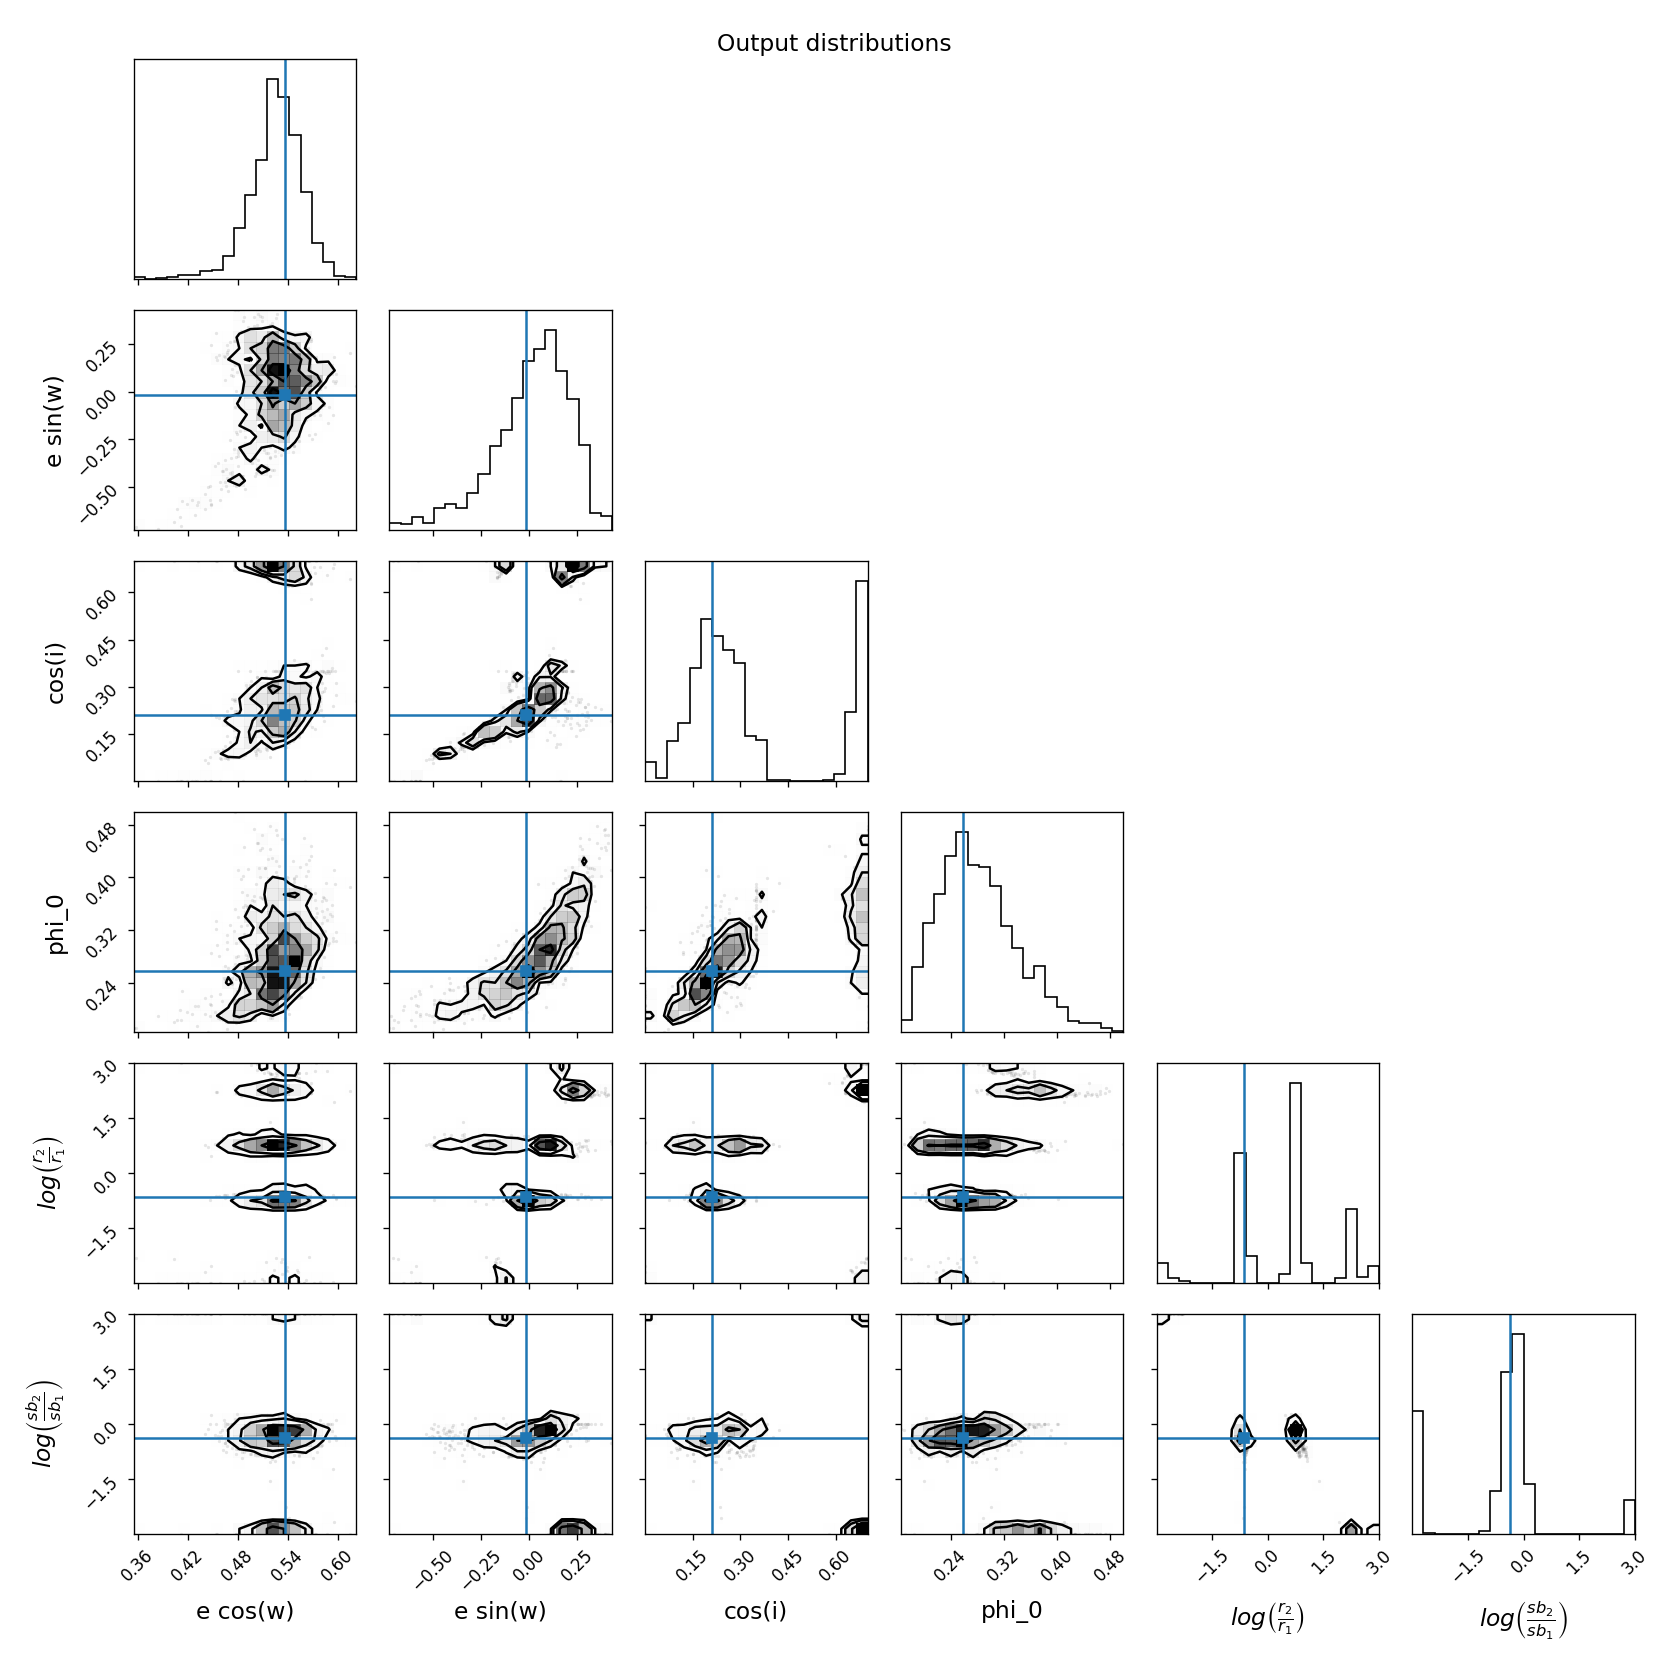 Output distributions
e sin(w)
0.25
0.00
−0.25
−0.50
cos(i)
0.60
0.45
0.30
0.15
phi_0
0.48
0.40
0.32
0.24
log(r2/r1)
3.0
1.5
0.0
−1.5
log(sb2/sb1)
3.0
1.5
0.0
−1.5
0.36 0.42 0.48 0.54 0.60 −0.50 −0.25 0.00 0.25 0.15 0.30 0.45 0.60 0.24 0.32 0.40 0.48 −1.5 0.0 1.5 3.0 −1.5 0.0 1.5 3.0
e cos(w) e sin(w) cos(i) phi_0 log(r2/r1) log(sb2/sb1)